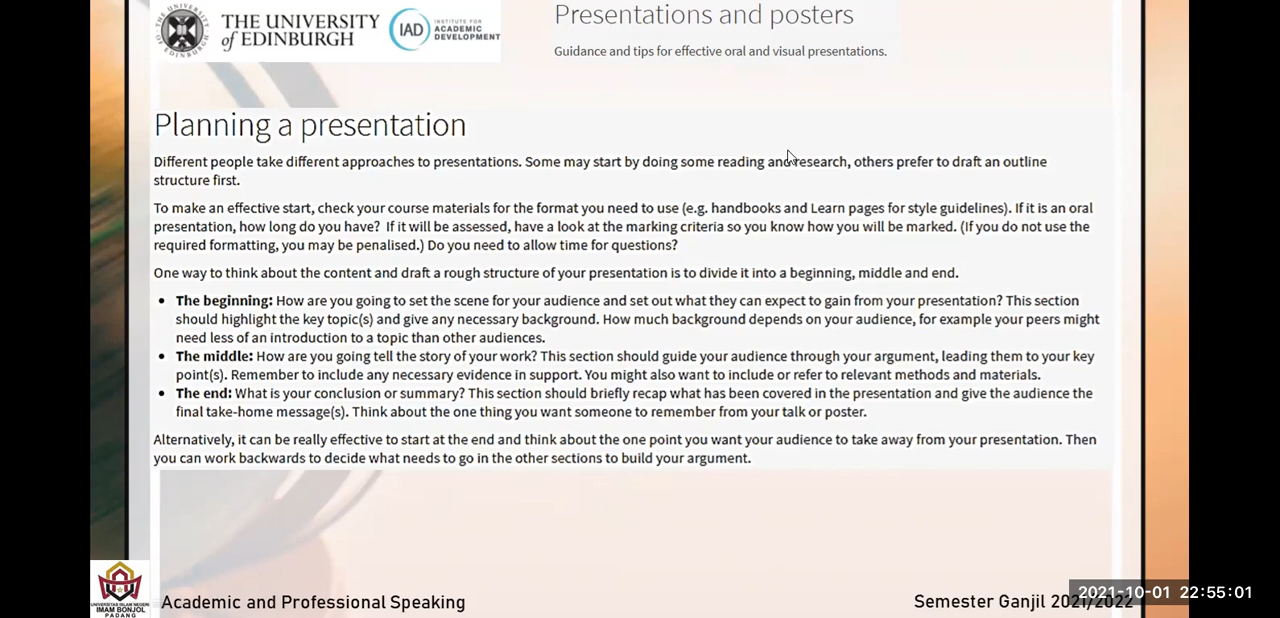 THE UNIVERSITY
of EDINBURGH
IAD
INSTITUTE FOR
ACADEMIC
DEVELOPMENT
Presentations and posters
Guidance and tips for effective oral and visual presentations.
Planning a presentation
Different people take different approaches to presentations. Some may start by doing some reading and research, others prefer to draft an outline
structure first.
To make an effective start, check your course materials for the format you need to use (e.g. handbooks and Learn pages for style guidelines). If it is an oral
presentation, how long do you have? If it will be assessed, have a look at the marking criteria so you know how you will be marked. (If you do not use the
required formatting, you may be penalised.) Do you need to allow time for questions?
One way to think about the content and draft a rough structure of your presentation is to divide it into a beginning, middle and end.
• The beginning: How are you going to set the scene for your audience and set out what they can expect to gain from your presentation? This section
should highlight the key topic(s) and give any necessary background. How much background depends on your audience, for example your peers might
need less of an introduction to a topic than other audiences.
• The middle: How are you going tell the story of your work? This section should guide your audience through your argument, leading them to your key
point(s). Remember to include any necessary evidence in support. You might also want to include or refer to relevant methods and materials.
• The end: What is your conclusion or summary? This section should briefly recap what has been covered in the presentation and give the audience the
final take-home message(s). Think about the one thing you want someone to remember from your talk or poster.
Alternatively, it can be really effective to start at the end and think about the one point you want your audience to take away from your presentation. Then
you can work backwards to decide what needs to go in the other sections to build your argument.
UNIVERSITAS ISLAM NEGERI
IMAM BONJOL
PADANG
Academic and Professional Speaking
Semester Ganjil 2021/2022
2021-10-01 22:55:01